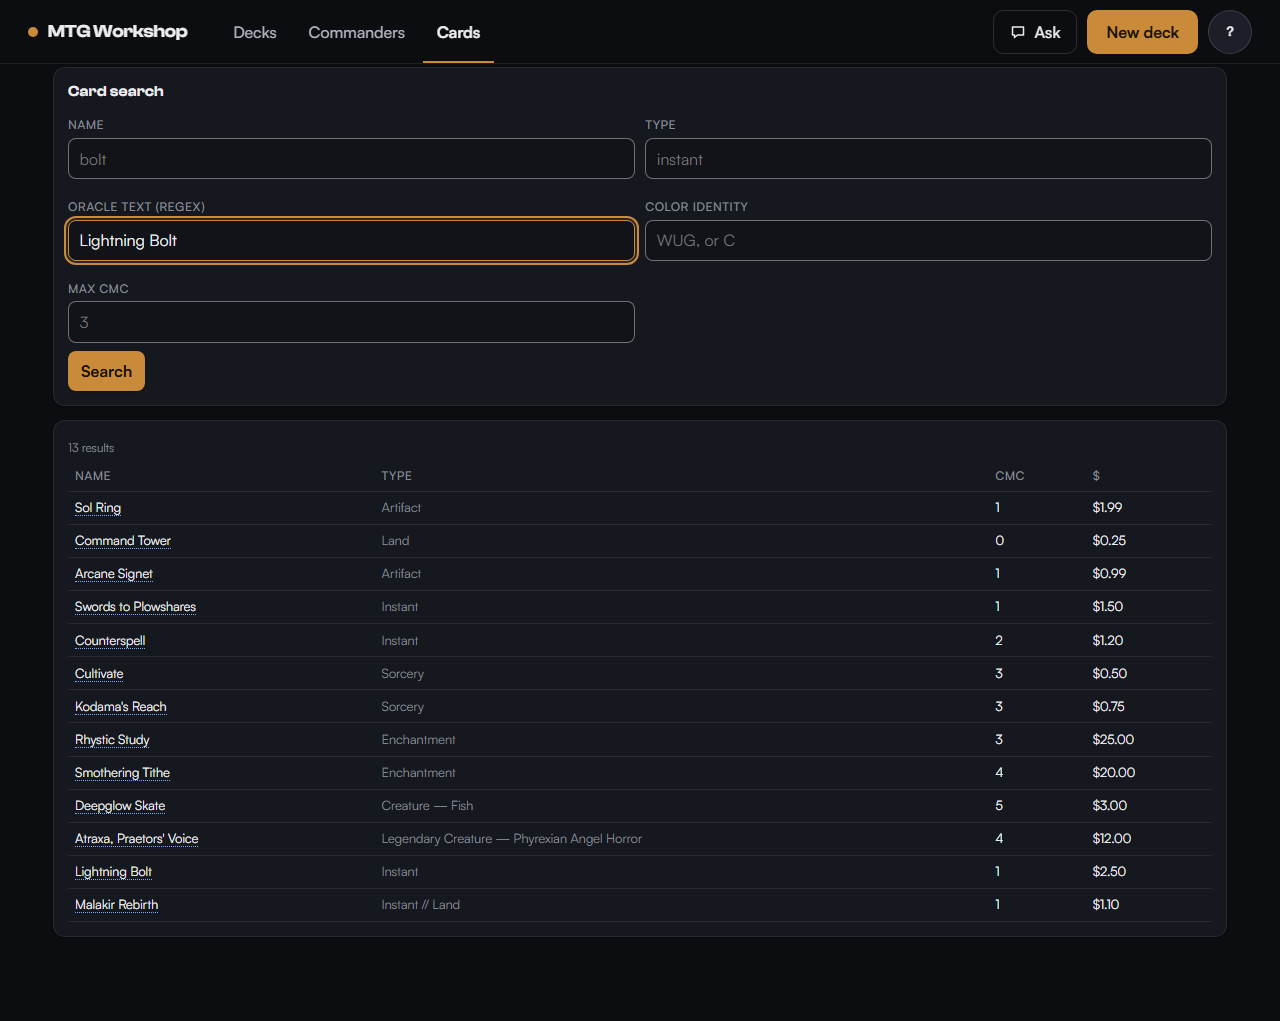 MTG Workshop Decks Commanders Cards Ask New deck ?
Card search
NAME TYPE
bolt instant
ORACLE TEXT (REGEX) COLOR IDENTITY
Lightning Bolt WUG, or C
MAX CMC
3
Search
13 results
NAME TYPE CMC $
Sol Ring Artifact 1 $1.99
Command Tower Land 0 $0.25
Arcane Signet Artifact 1 $0.99
Swords to Plowshares Instant 1 $1.50
Counterspell Instant 2 $1.20
Cultivate Sorcery 3 $0.50
Kodama's Reach Sorcery 3 $0.75
Rhystic Study Enchantment 3 $25.00
Smothering Tithe Enchantment 4 $20.00
Deepglow Skate Creature — Fish 5 $3.00
Atraxa, Praetors' Voice Legendary Creature — Phyrexian Angel Horror 4 $12.00
Lightning Bolt Instant 1 $2.50
Malakir Rebirth Instant // Land 1 $1.10